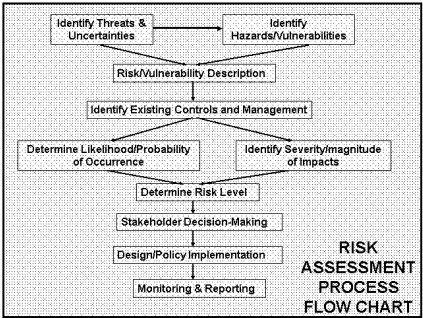 Identify Threats &
Uncertainties
Identify
Hazards/Vulnerabilities
Risk/Vulnerability Description
Identify Existing Controls and Management
Determine Likelihood/Probability
of Occurrence
Identify Severity/magnitude
of Impacts
Determine Risk Level
Stakeholder Decision-Making
Design/Policy Implementation
Monitoring & Reporting
RISK
ASSESSMENT
PROCESS
FLOW CHART